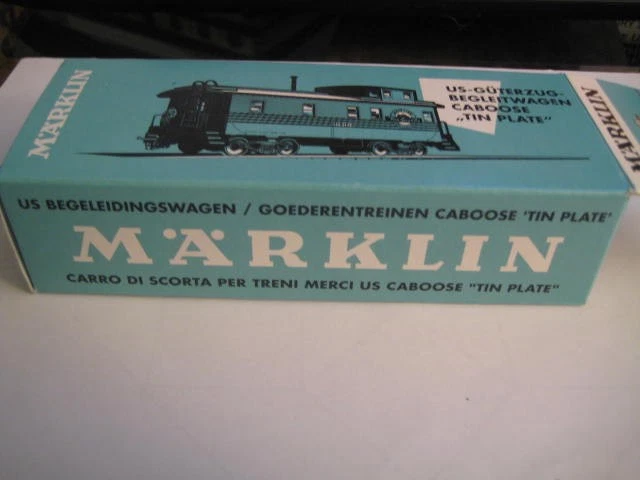 MÄRKLIN
US-GÜTERZUG-
BEGLEITWAGEN
CABOOSE
„TIN PLATE"
MÄRKLIN
US BEGELEIDINGSWAGEN / GOEDERENTREINEN CABOOSE 'TIN PLATE'
MÄRKLIN
CARRO DI SCORTA PER TRENI MERCI US CABOOSE "TIN PLATE"